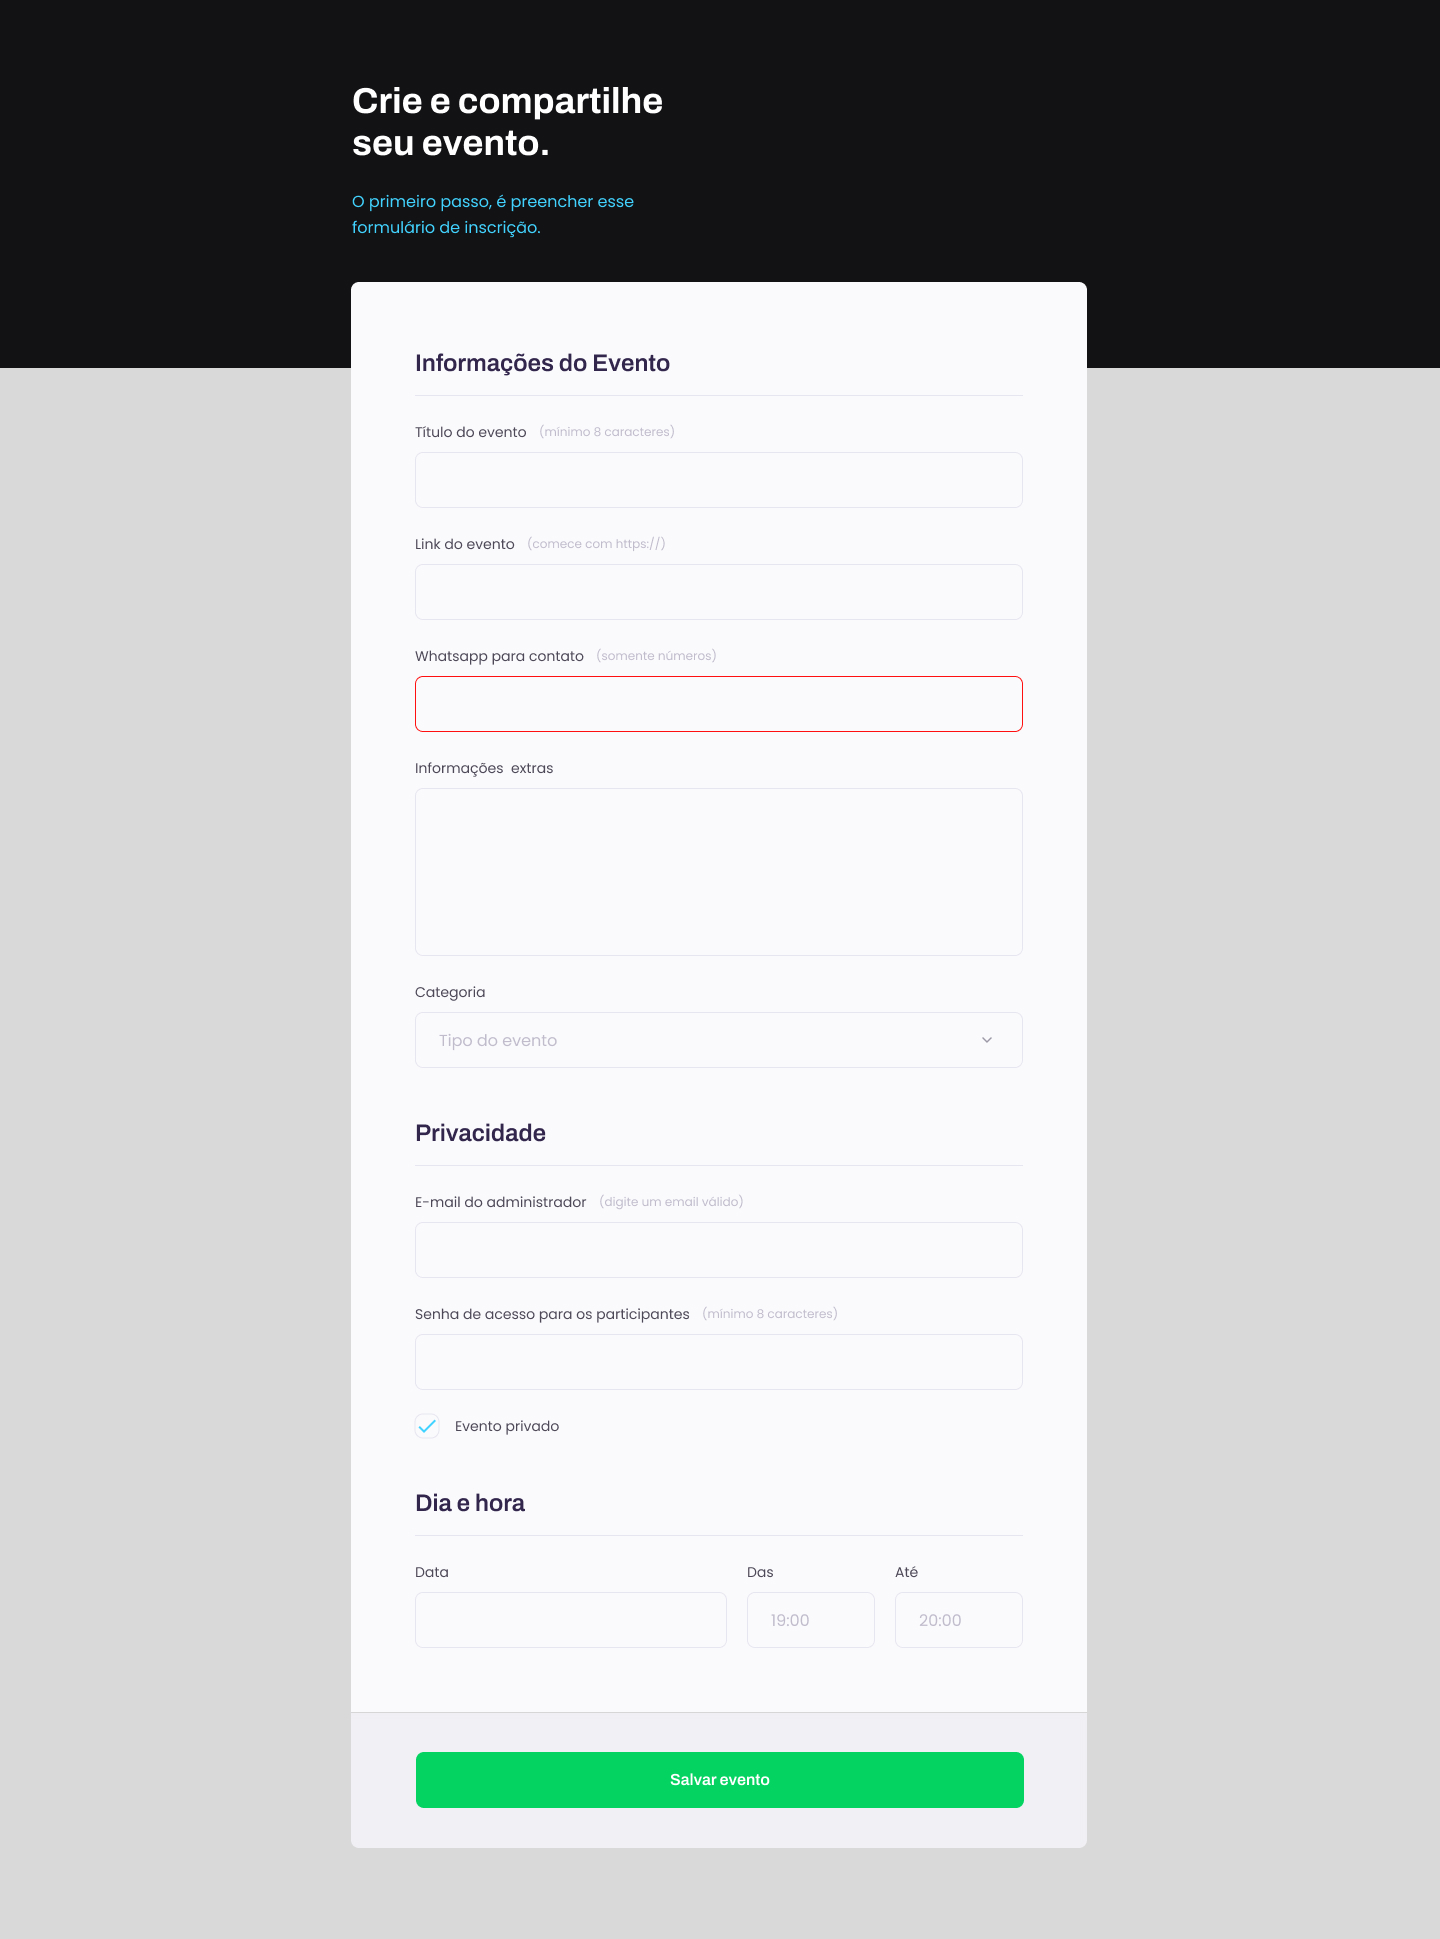 Crie e compartilhe
seu evento.
O primeiro passo, é preencher esse
formulário de inscrição.
Informações do Evento
Título do evento (mínimo 8 caracteres)
Link do evento (comece com https://)
Whatsapp para contato (somente números)
Informações extras
Categoria
Tipo do evento
Privacidade
E-mail do administrador (digite um email válido)
Senha de acesso para os participantes (mínimo 8 caracteres)
Evento privado
Dia e hora
Data Das Até
19:00 20:00
Salvar evento